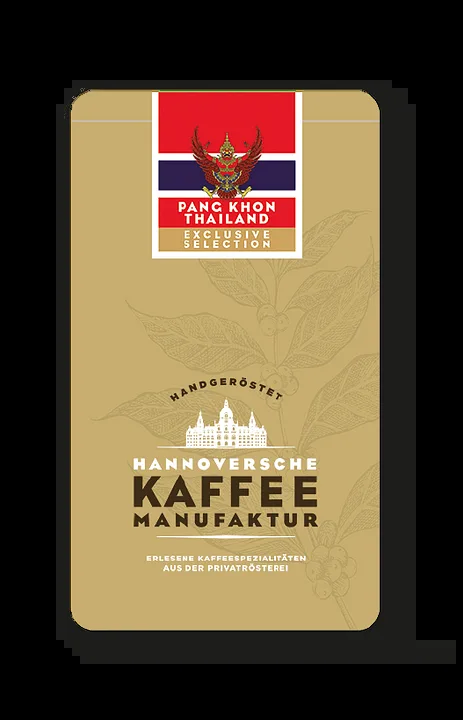 PANG KHON
THAILAND
EXCLUSIVE
SELECTION
HANDGERÖSTET
HANNOVERSCHE
KAFFEE
MANUFAKTUR
ERLESENE KAFFEESPEZIALITÄTEN
AUS DER PRIVATRÖSTEREI